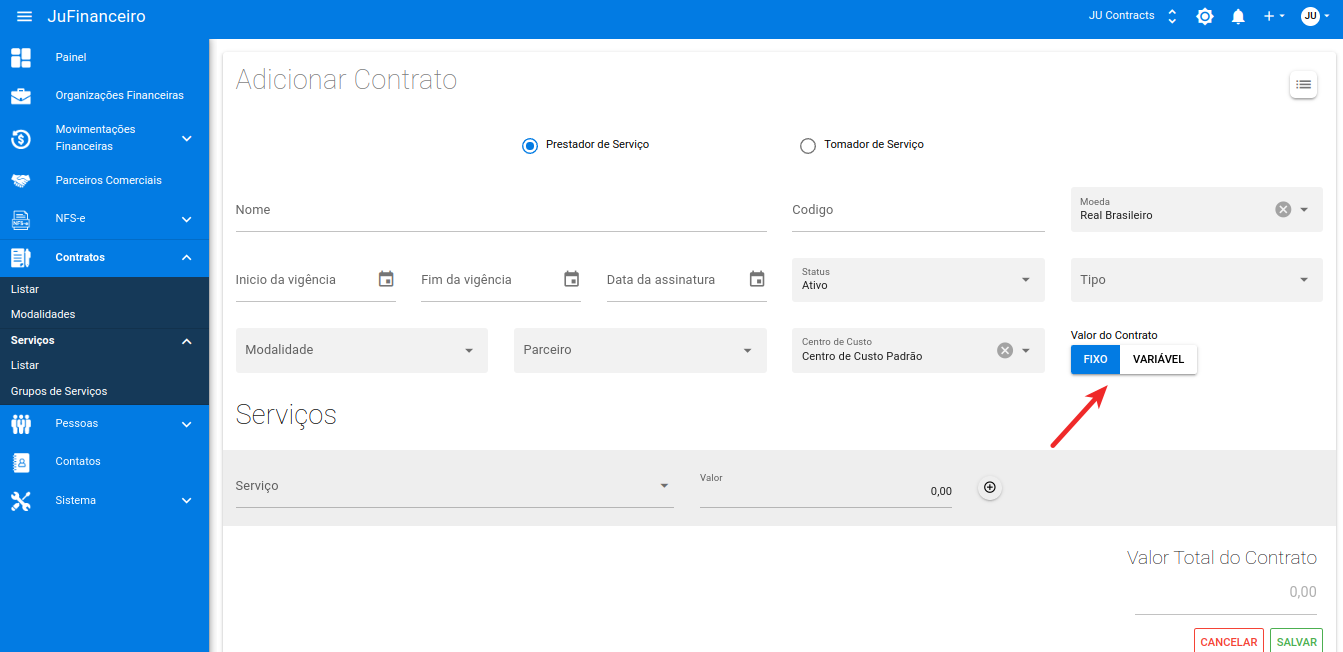 JuFinanceiro
JU Contracts
JU
Painel
Organizações Financeiras
Movimentações
Financeiras
Parceiros Comerciais
NFS-e
Contratos
Listar
Modalidades
Serviços
Listar
Grupos de Serviços
Pessoas
Contatos
Sistema
Adicionar Contrato
Prestador de Serviço
Tomador de Serviço
Nome
Codigo
Moeda
Real Brasileiro
Inicio da vigência
Fim da vigência
Data da assinatura
Status
Ativo
Tipo
Modalidade
Parceiro
Centro de Custo
Centro de Custo Padrão
Valor do Contrato
FIXO
VARIÁVEL
Serviços
Serviço
Valor
0,00
Valor Total do Contrato
0,00
CANCELAR
SALVAR